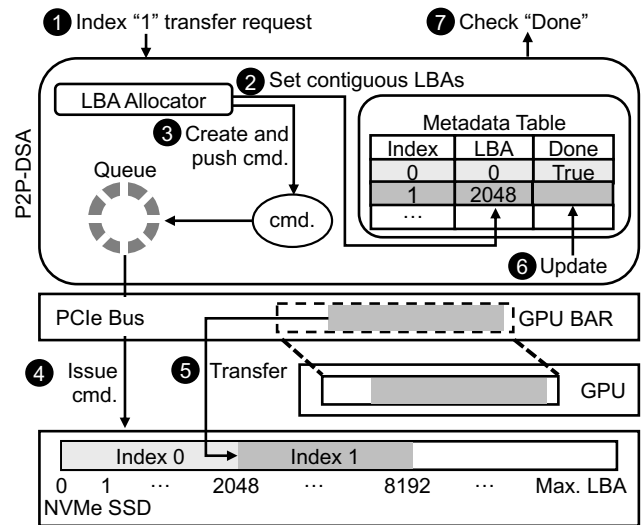 1 Index “1” transfer request
7 Check “Done”
P2P-DSA
LBA Allocator
2 Set contiguous LBAs
3 Create and
push cmd.
Queue
cmd.
Metadata Table
Index LBA Done
0 0 True
1 2048
...
6 Update
PCIe Bus
GPU BAR
4 Issue
cmd.
5 Transfer
GPU
Index 0 Index 1
0 1 ... 2048 ... 8192 ... Max. LBA
NVMe SSD